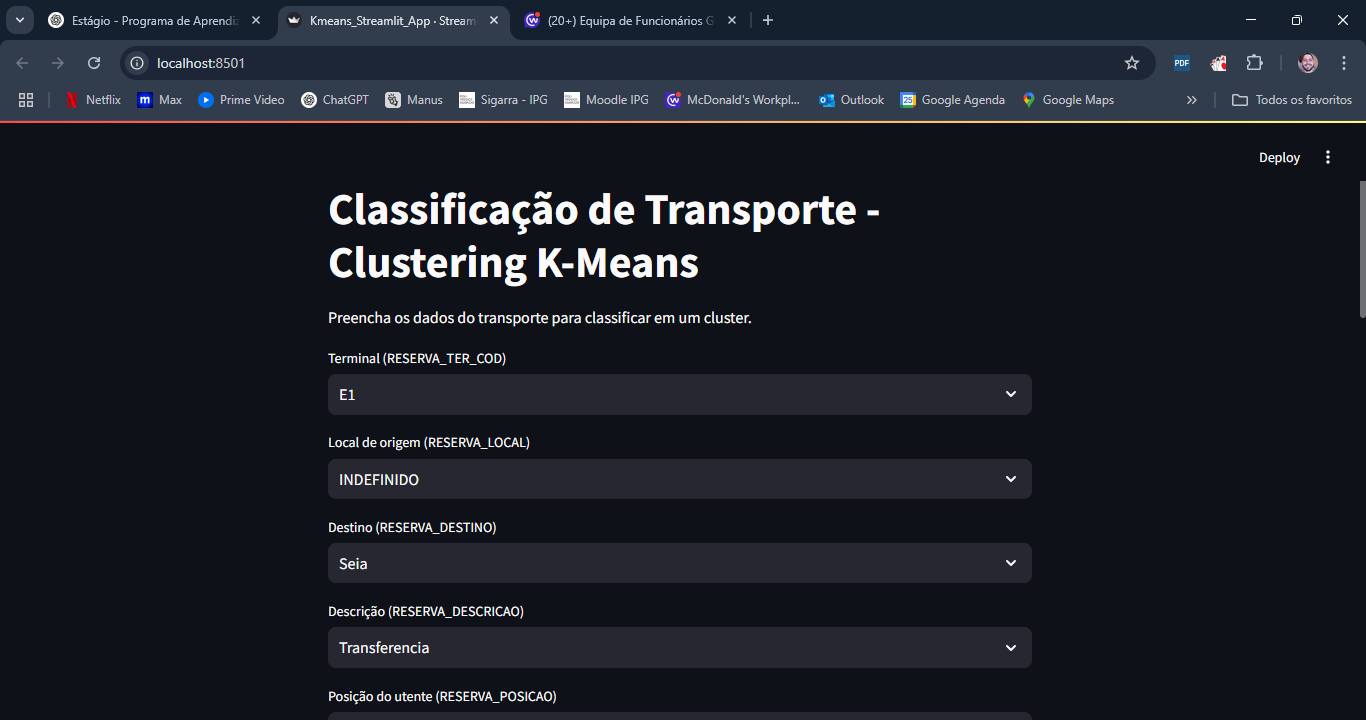 Estágio - Programa de Aprendiz
Kmeans_Streamlit_App · Stream
(20+) Equipa de Funcionários G
localhost:8501
PDF
Netflix
m
Max
Prime Video
ChatGPT
Manus
Sigarra - IPG
Moodle IPG
McDonald's Workpl...
Outlook
25
Google Agenda
Google Maps
Todos os favoritos
Deploy
Classificação de Transporte -
Clustering K-Means
Preencha os dados do transporte para classificar em um cluster.
Terminal (RESERVA_TER_COD)
E1
Local de origem (RESERVA_LOCAL)
INDEFINIDO
Destino (RESERVA_DESTINO)
Seia
Descrição (RESERVA_DESCRICAO)
Transferencia
Posição do utente (RESERVA_POSICAO)